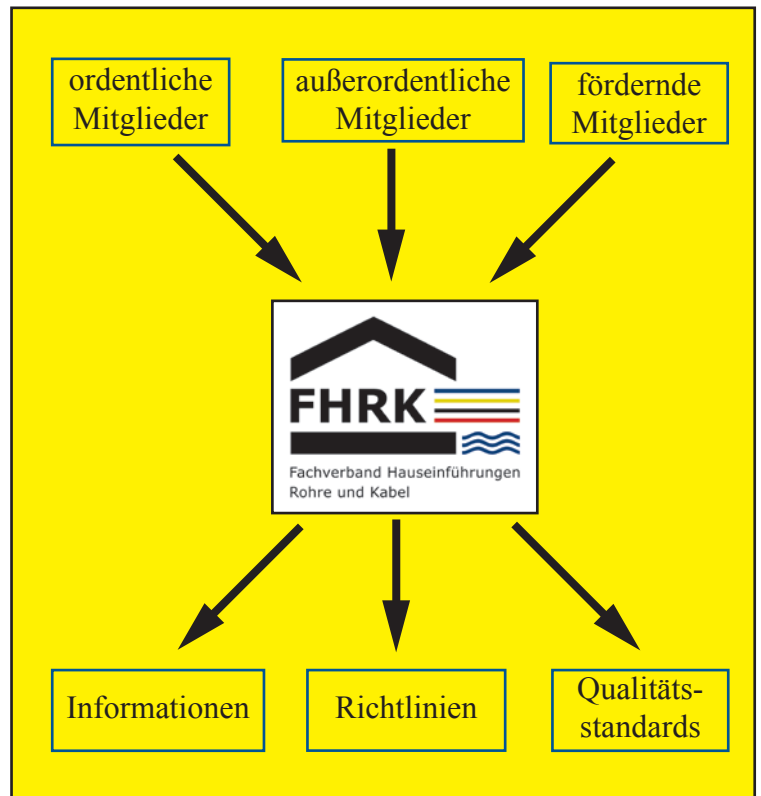 ordentliche
Mitglieder
außerordentliche
Mitglieder
fördernde
Mitglieder
FHRK
Fachverband Hauseinführungen
Rohre und Kabel
Informationen
Richtlinien
Qualitäts-
standards